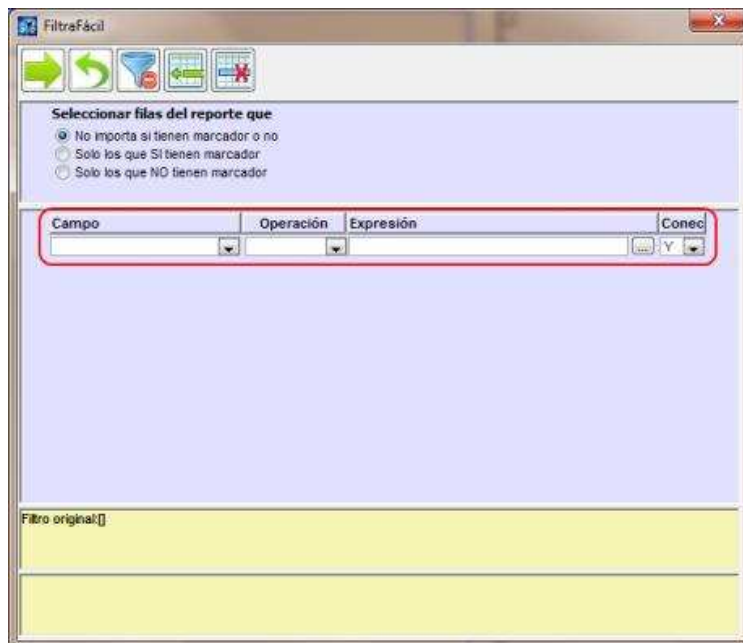 FiltraFácil
Seleccionar filas del reporte que
No importa si tienen marcador o no
Solo los que SI tienen marcador
Solo los que NO tienen marcador
Campo Operación Expresión Conec
... Y
Filtro original:[]